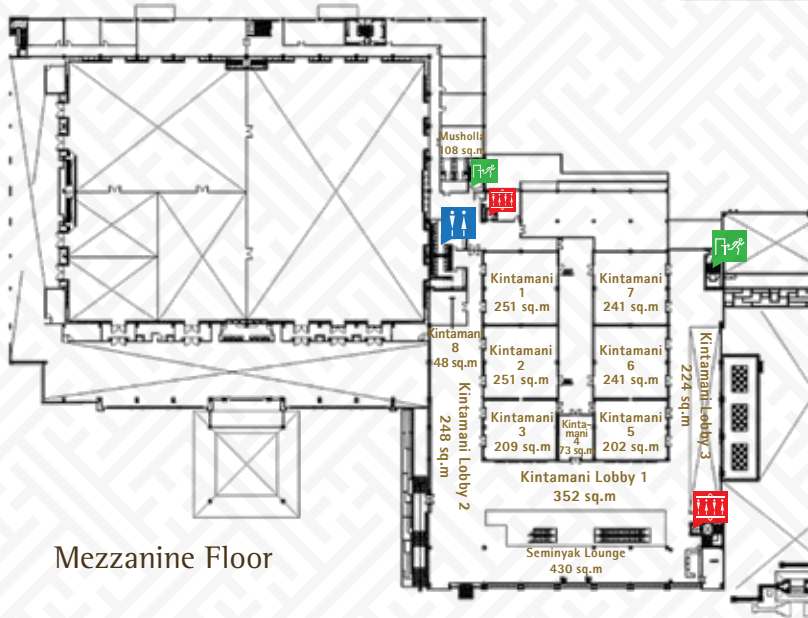 Musholla
108 sq.m
Kintamani
1
251 sq.m
Kintamani
7
241 sq.m
Kintamani
8
48 sq.m
Kintamani
2
251 sq.m
Kintamani
6
241 sq.m
Kintamani Lobby 3
224 sq.m
Kintamani Lobby 2
248 sq.m
Kintamani
3
209 sq.m
Kinta-
mani
4
73 sq.m
Kintamani
5
202 sq.m
Kintamani Lobby 1
352 sq.m
Seminyak Lounge
430 sq.m
Mezzanine Floor